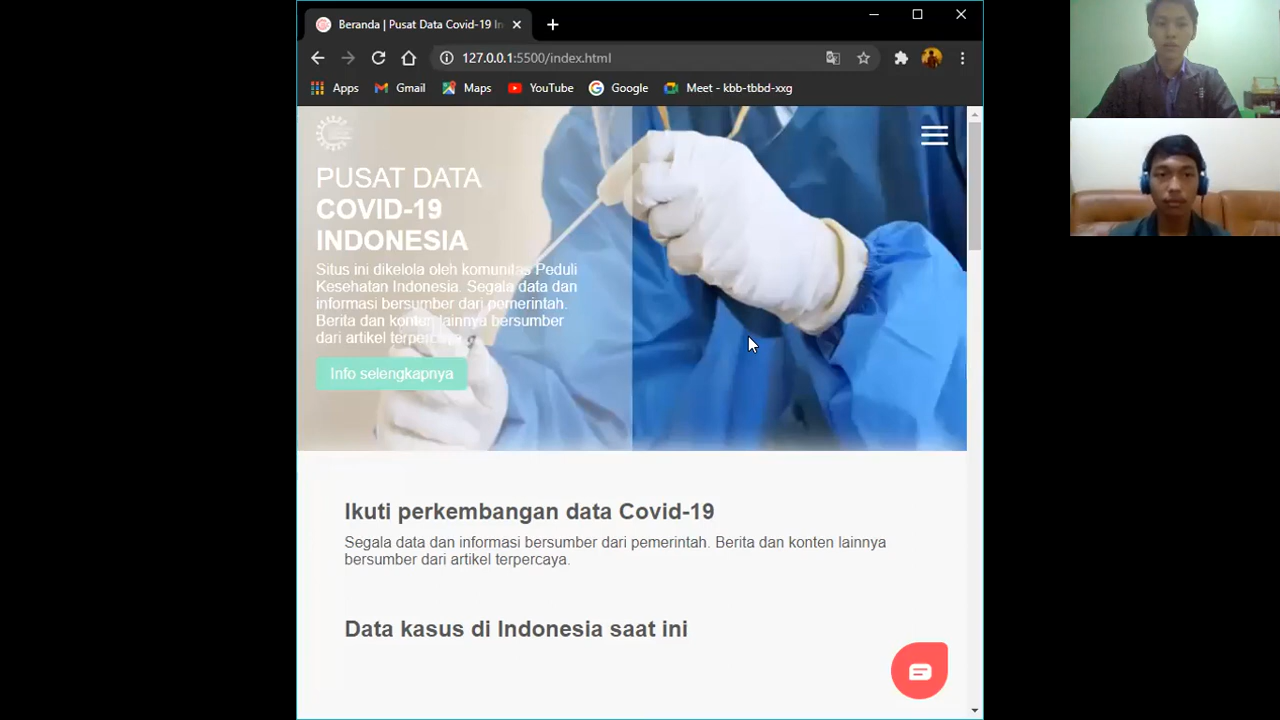 Beranda | Pusat Data Covid-19 In
127.0.0.1:5500/index.html
Apps Gmail Maps YouTube Google Meet - kbb-tbbd-xxg
PUSAT DATA
COVID-19
INDONESIA
Situs ini dikelola oleh komunitas Peduli
Kesehatan Indonesia. Segala data dan
informasi bersumber dari pemerintah.
Berita dan konten lainnya bersumber
dari artikel terpercaya.
Info selengkapnya
Ikuti perkembangan data Covid-19
Segala data dan informasi bersumber dari pemerintah. Berita dan konten lainnya
bersumber dari artikel terpercaya.
Data kasus di Indonesia saat ini